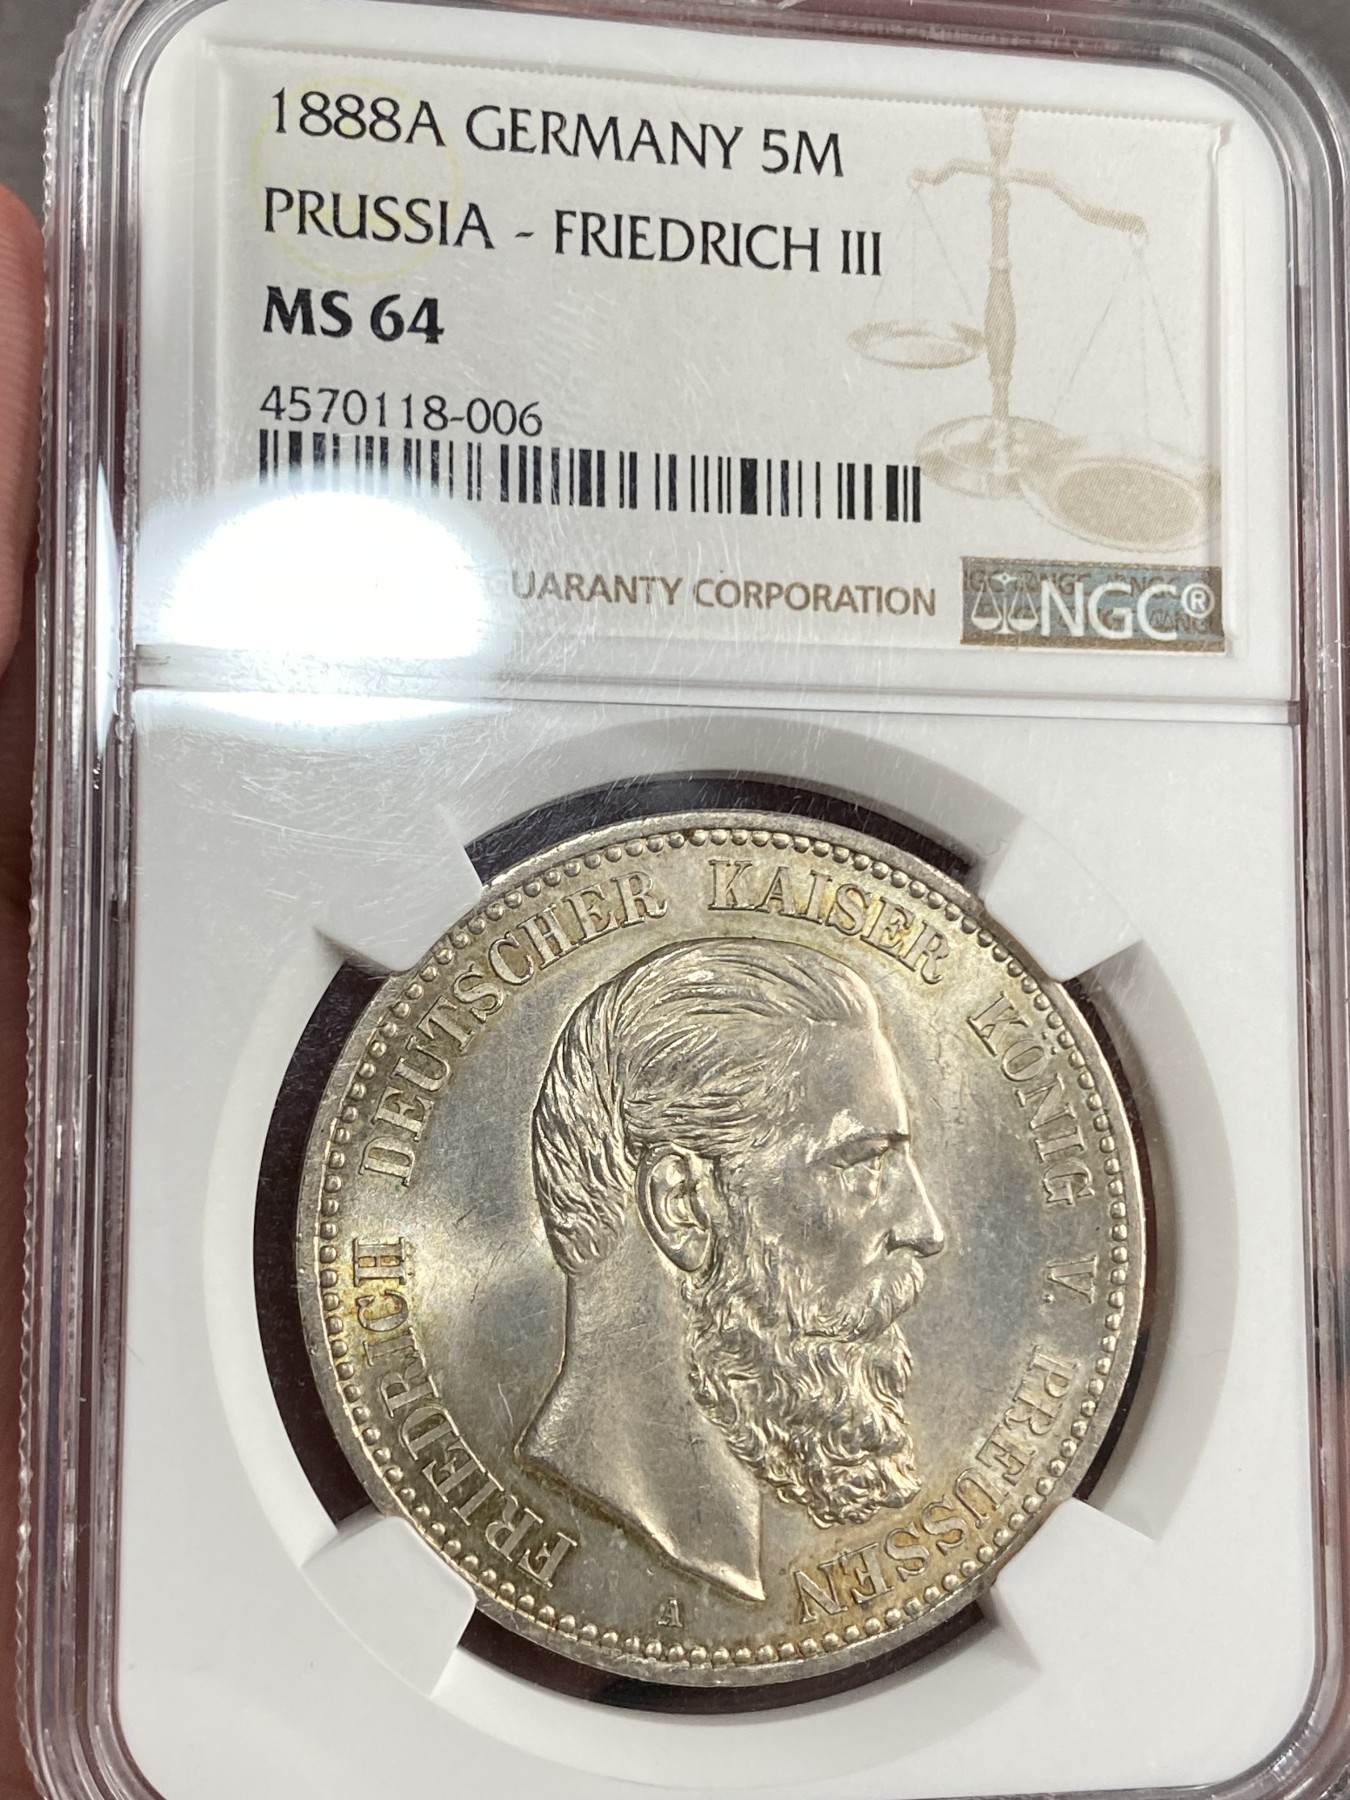 1888A GERMANY 5M
PRUSSIA - FRIEDRICH III
MS 64
4570118-006
GUARANTY CORPORATION
NGC®
FRIEDRICH DEUTSCHER KAISER KÖNIG V. PREUSSEN
A